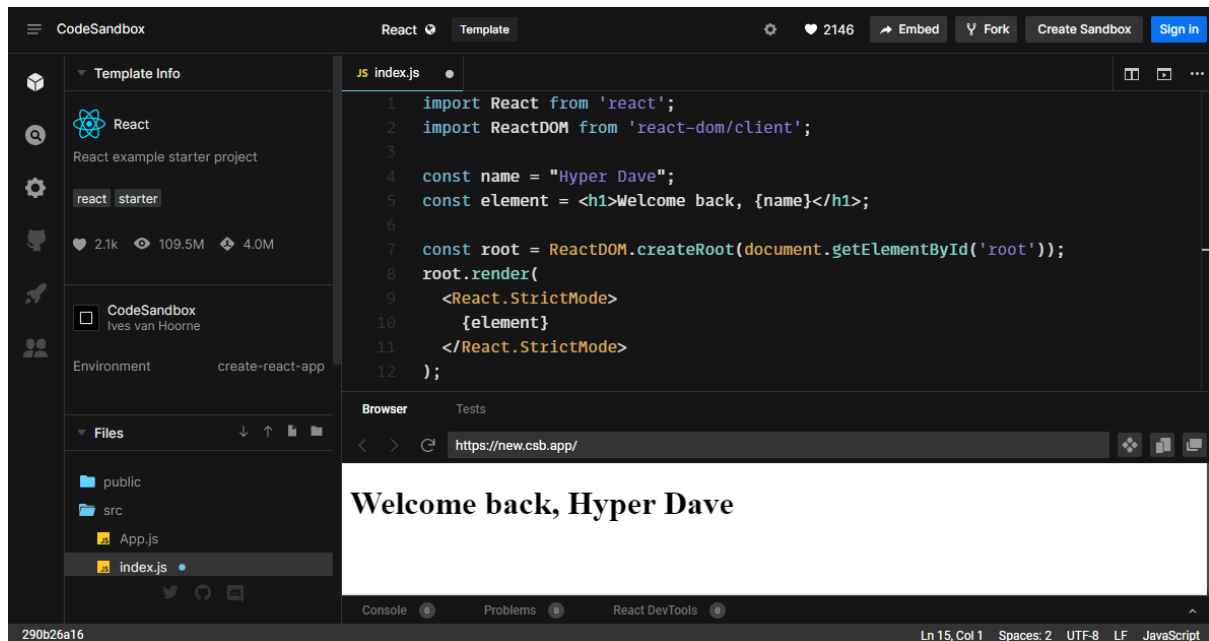 CodeSandbox React Template 2146 Embed Fork Create Sandbox Sign in
Template Info
React
React example starter project
react starter
2.1k 109.5M 4.0M
CodeSandbox
Ives van Hoorne
Environment create-react-app
Files
public
src
JS App.js
JS index.js
JS index.js
1 import React from 'react';
2 import ReactDOM from 'react-dom/client';
3
4 const name = "Hyper Dave";
5 const element = <h1>Welcome back, {name}</h1>;
6
7 const root = ReactDOM.createRoot(document.getElementById('root'));
8 root.render(
9 <React.StrictMode>
10 {element}
11 </React.StrictMode>
12 );
Browser Tests
https://new.csb.app/
Welcome back, Hyper Dave
Console 0 Problems 0 React DevTools 0
290b26a16 Ln 15, Col 1 Spaces: 2 UTF-8 LF JavaScript